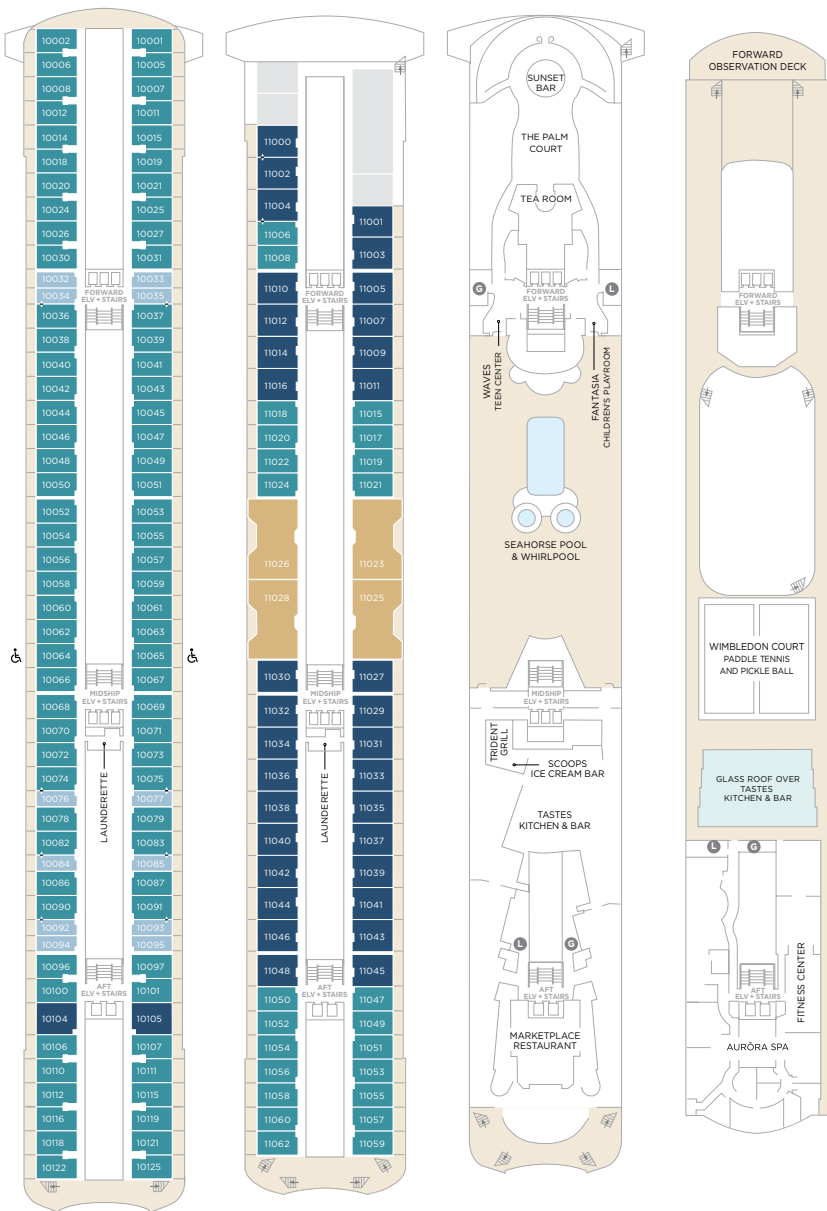 10002 10001
10006 10005
10008 10007
10012 10011
10014 10015
10018 10019
10020 10021
10024 10025
10026 10027
10030 10031
10032 10033
10034 10035
FORWARD
ELV + STAIRS
10036 10037
10038 10039
10040 10041
10042 10043
10044 10045
10046 10047
10048 10049
10050 10051
10052 10053
10054 10055
10056 10057
10058 10059
10060 10061
10062 10063
10064 10065
10066 10067
MIDSHIP
ELV + STAIRS
10068 10069
10070 10071
10072 10073
10074 10075
10076 10077
LAUNDERETTE
10078 10079
10082 10083
10084 10085
10086 10087
10090 10091
10092 10093
10094 10095
10096 10097
AFT
ELV + STAIRS
10100 10101
10104 10105
10106 10107
10110 10111
10112 10115
10116 10119
10118 10121
10122 10125
11000
11002
11004
11006 11001
11008 11003
FORWARD
ELV + STAIRS
11010 11005
11012 11007
11014 11009
11016 11011
11018 11015
11020 11017
11022 11019
11024 11021
11026 11023
11028 11025
11030 11027
MIDSHIP
ELV + STAIRS
11032 11029
11034 11031
11036 11033
LAUNDERETTE
11038 11035
11040 11037
11042 11039
11044 11041
11046 11043
11048 11045
AFT
ELV + STAIRS
11050 11047
11052 11049
11054 11051
11056 11053
11058 11055
11060 11057
11062 11059
SUNSET
BAR
THE PALM
COURT
TEA ROOM
G
FORWARD
ELV + STAIRS
L
WAVES
TEEN CENTER
FANTASIA
CHILDREN'S PLAYROOM
SEAHORSE POOL
& WHIRLPOOL
MIDSHIP
ELV + STAIRS
TRIDENT
GRILL
SCOOPS
ICE CREAM BAR
TASTES
KITCHEN & BAR
L
G
AFT
ELV + STAIRS
MARKETPLACE
RESTAURANT
FORWARD
OBSERVATION DECK
FORWARD
ELV + STAIRS
WIMBLEDON COURT
PADDLE TENNIS
AND PICKLE BALL
GLASS ROOF OVER
TASTES
KITCHEN & BAR
L
G
FITNESS CENTER
AFT
ELV + STAIRS
AURŌRA SPA